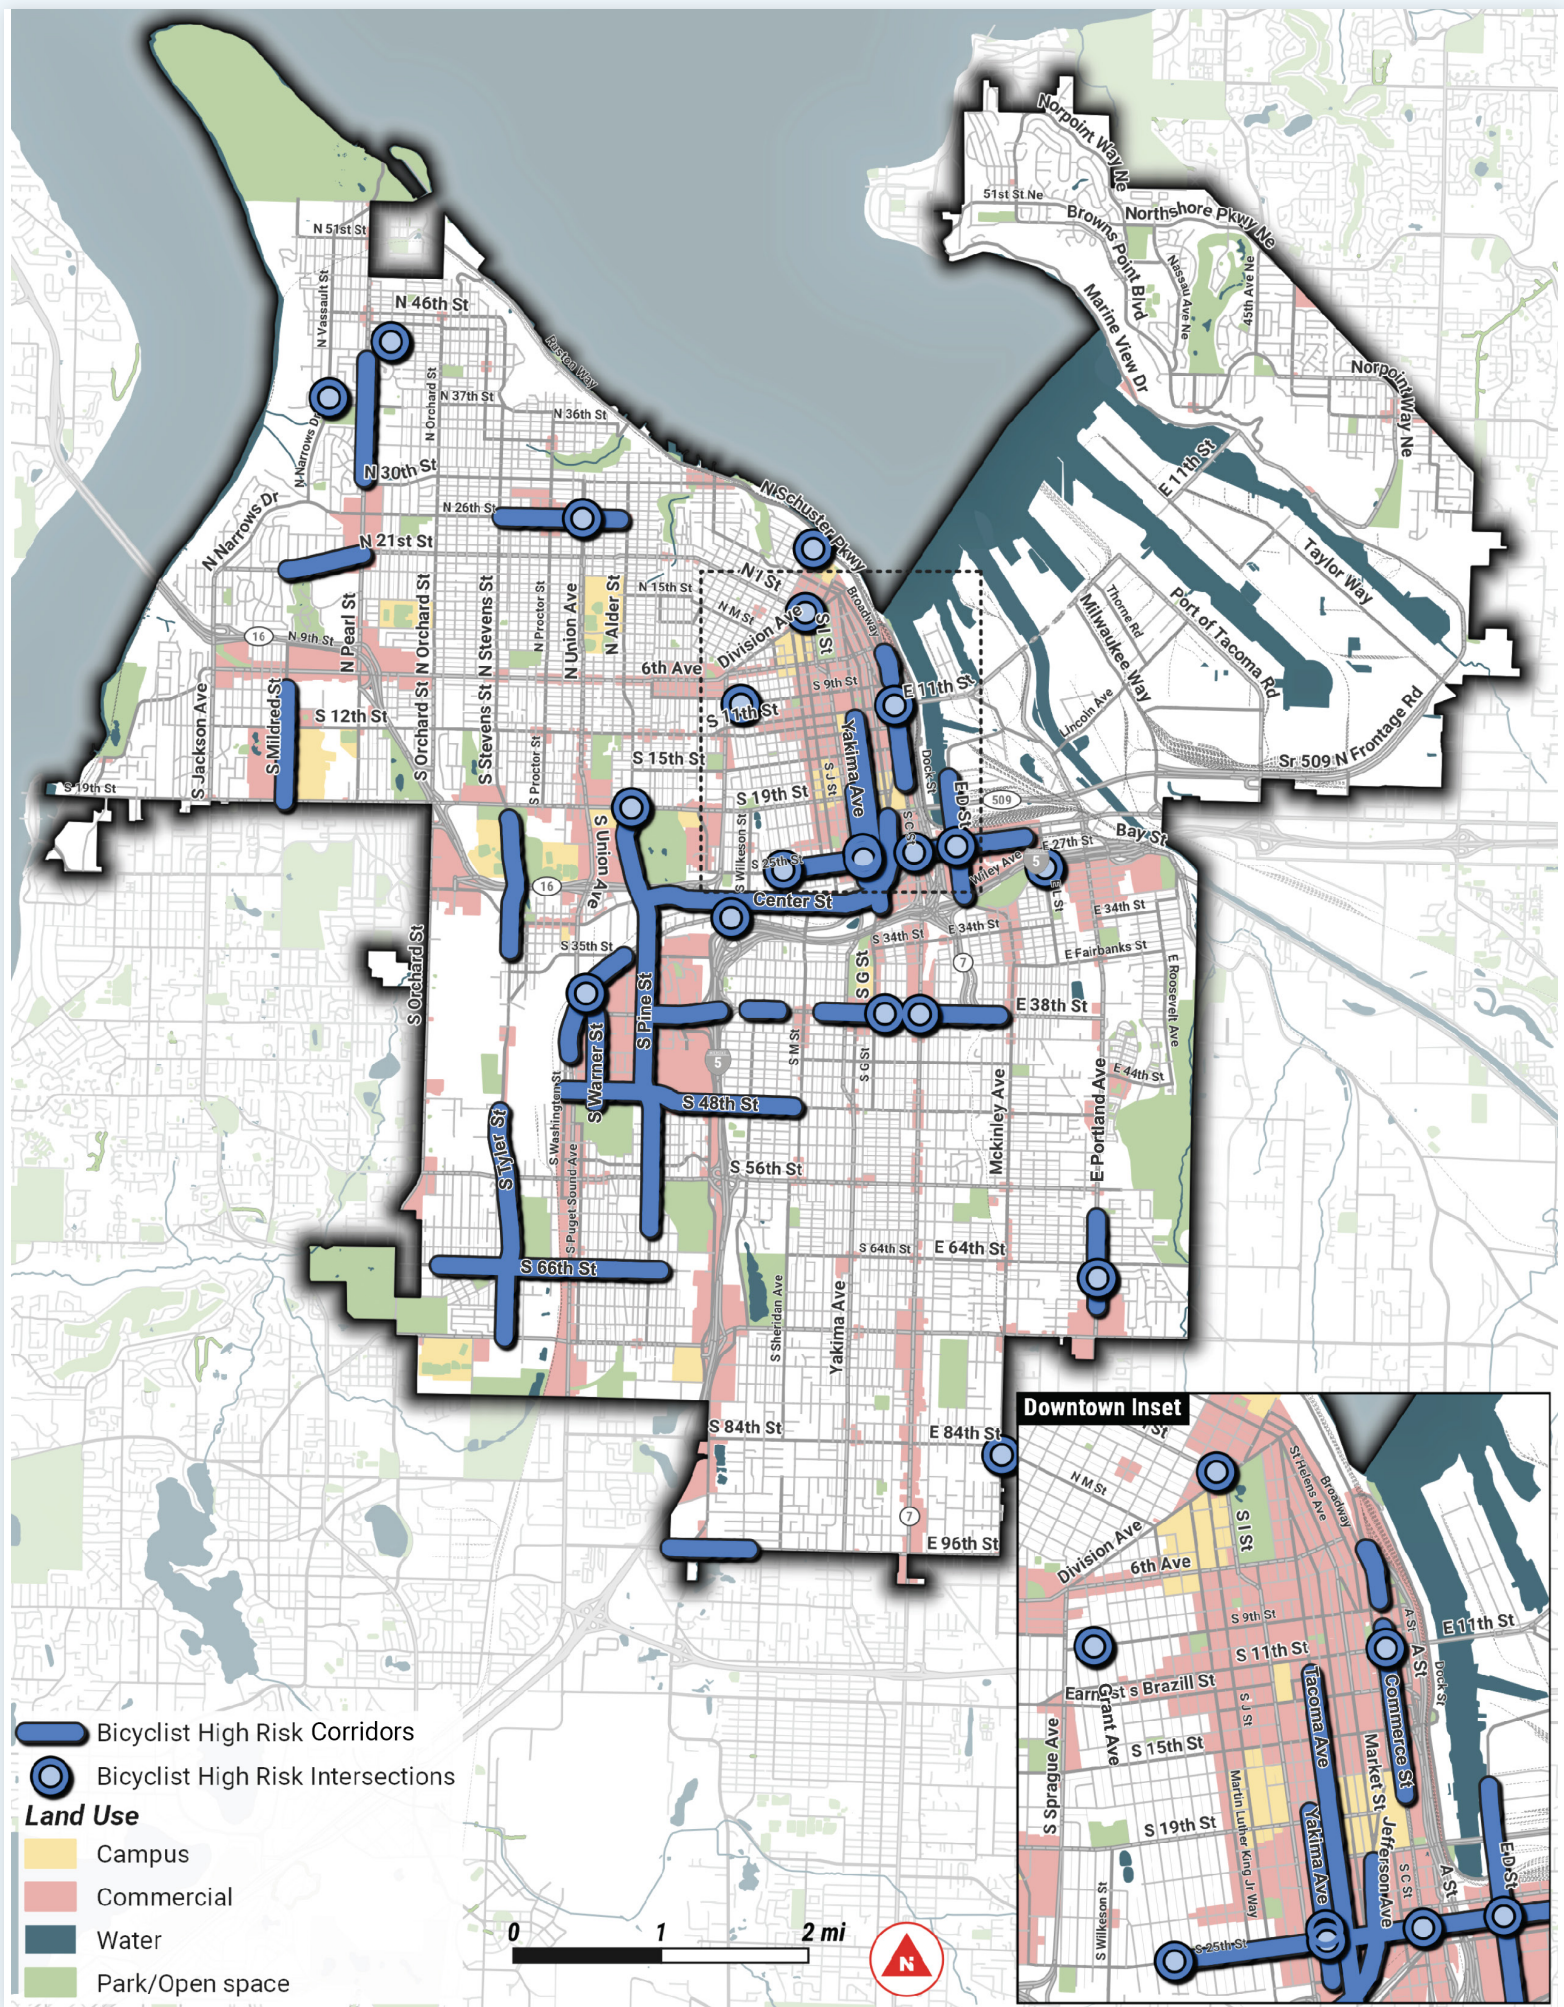 Norpoint Way Ne
51st St Ne
Browns Point Blvd
Northshore Pkwy Ne
Nassau Ave Ne
45th Ave Ne
Marine View Dr
Norpoint Way Ne
N 51st St
N Vassault St
N 46th St
Ruston Way
N Orchard St
N 37th St
N 36th St
N Narrows Dr
N 30th St
E 11th St
N Narrows Dr
N 26th St
N Schuster Pkwy
N 21st St
Taylor Way
N I St
N 15th St
N M St
Broadway
Thorne Rd
Port of Tacoma Rd
Milwaukee Way
16
N 9th St
N Pearl St
N Orchard St
N Stevens St
N Proctor St
N Union Ave
N Alder St
Division Ave
S I St
6th Ave
S 9th St
E 11th St
S Jackson Ave
S Mildred St
S 12th St
S Orchard St
S Stevens St
S Proctor St
S 11th St
Lincoln Ave
S 15th St
Yakima Ave
S J St
Dock St
Sr 509 N Frontage Rd
S 19th St
S 19th St
S Union Ave
S Wilkeson St
S C St
E D St
509
Bay St
S 25th St
E 27th St
Wiley Ave
5
16
Center St
E L St
E 34th St
S Orchard St
S 35th St
S 34th St
E 34th St
E Fairbanks St
7
S G St
E Roosevelt Ave
S Pine St
E 38th St
S Warner St
S M St
S G St
5
Mckinley Ave
E Portland Ave
E 44th St
S Washington St
S 48th St
S Tyler St
S Puget Sound Ave
S 56th St
S 64th St
E 64th St
S 66th St
S Sheridan Ave
Yakima Ave
S 84th St
E 84th St
7
E 96th St
Downtown Inset
St
N M St
St Helens Ave
Broadway
Division Ave
S I St
6th Ave
S 9th St
A St
E 11th St
S 11th St
A St
Dock St
Earnest s Brazill St
Grant Ave
S J St
Tacoma Ave
Commerce St
S Sprague Ave
S 15th St
Market St
Martin Luther King Jr Way
S 19th St
Yakima Ave
Jefferson Ave
S C St
A St
E D St
S Wilkeson St
S 25th St
Bicyclist High Risk Corridors
Bicyclist High Risk Intersections
Land Use
Campus
Commercial
Water
Park/Open space
0 1 2 mi
N